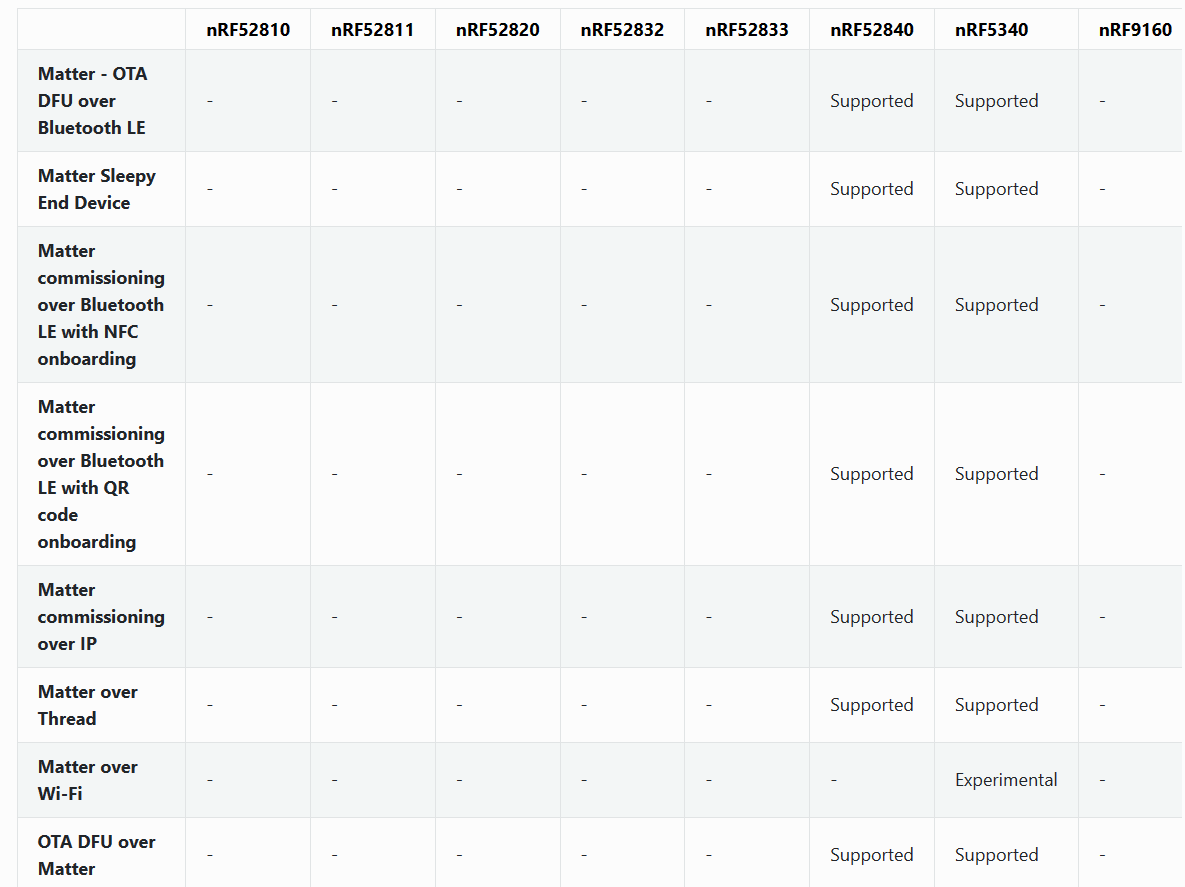 nRF52810 nRF52811 nRF52820 nRF52832 nRF52833 nRF52840 nRF5340 nRF9160
Matter - OTA
DFU over
Bluetooth LE
- - - - - Supported Supported -
Matter Sleepy
End Device
- - - - - Supported Supported -
Matter
commissioning
over Bluetooth
LE with NFC
onboarding
- - - - - Supported Supported -
Matter
commissioning
over Bluetooth
LE with QR
code
onboarding
- - - - - Supported Supported -
Matter
commissioning
over IP
- - - - - Supported Supported -
Matter over
Thread
- - - - - Supported Supported -
Matter over
Wi-Fi
- - - - - - Experimental -
OTA DFU over
Matter
- - - - - Supported Supported -